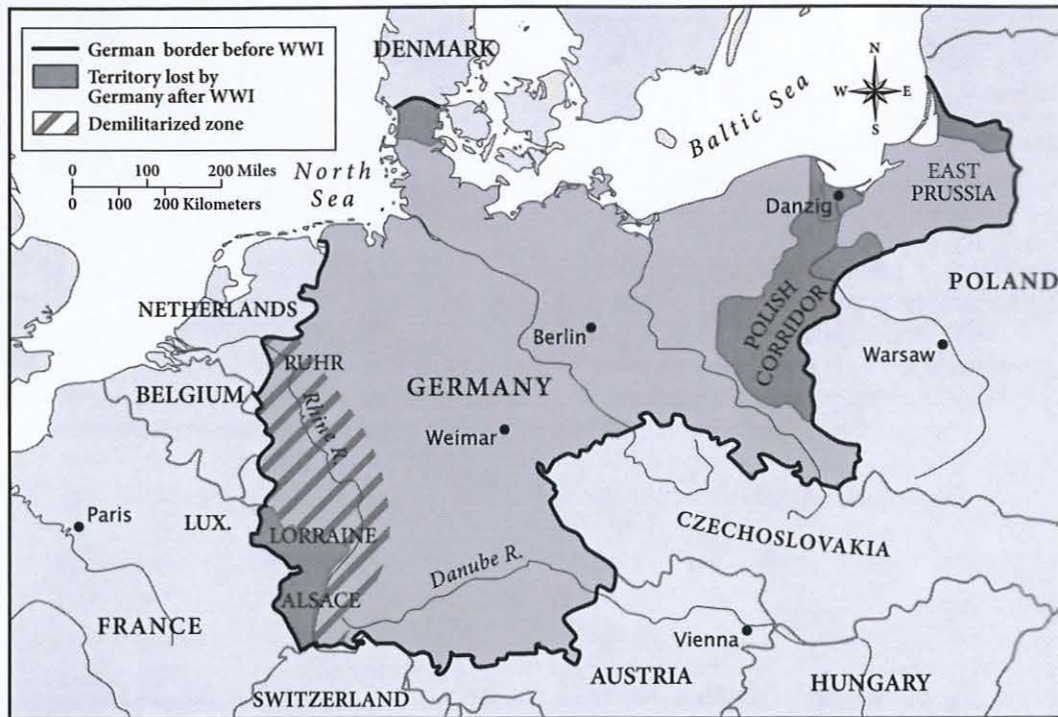 German border before WWI
Territory lost by
Germany after WWI
Demilitarized zone
0 100 200 Miles
0 100 200 Kilometers
DENMARK
North
Sea
Baltic Sea
N
W E
S
EAST
PRUSSIA
Danzig
POLAND
NETHERLANDS
POLISH
CORRIDOR
Berlin
Warsaw
RUHR
BELGIUM
Rhine R.
GERMANY
Weimar
Paris
LUX.
LORRAINE
CZECHOSLOVAKIA
Danube R.
ALSACE
FRANCE
Vienna
AUSTRIA
HUNGARY
SWITZERLAND